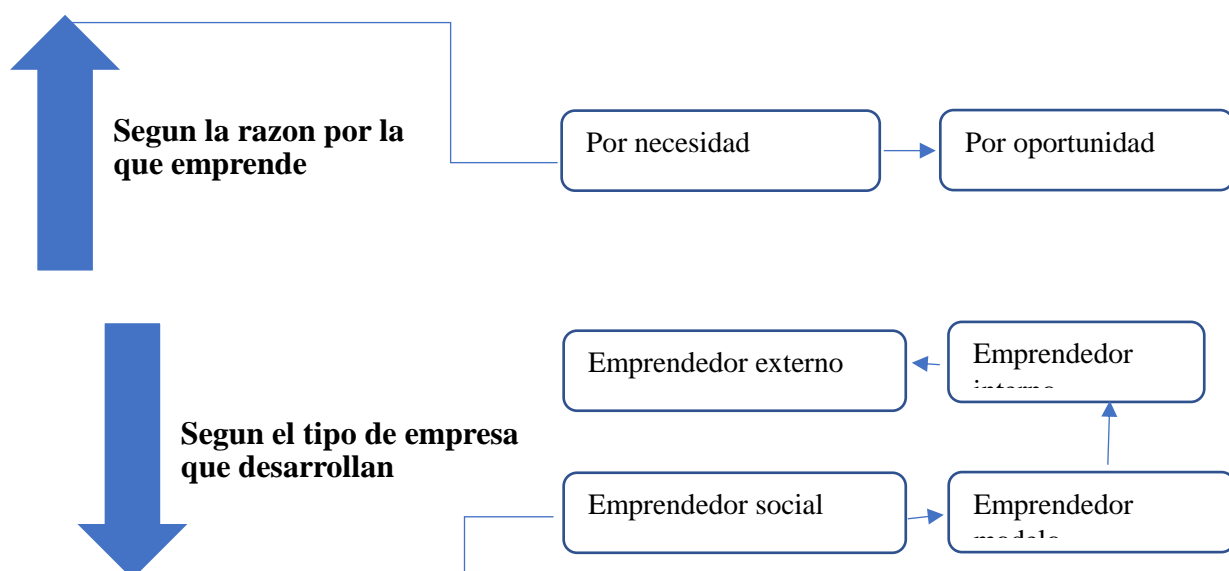 Segun la razon por la
que emprende
Por necesidad
Por oportunidad
Emprendedor externo
Emprendedor
Segun el tipo de empresa
que desarrollan
Emprendedor social
Emprendedor